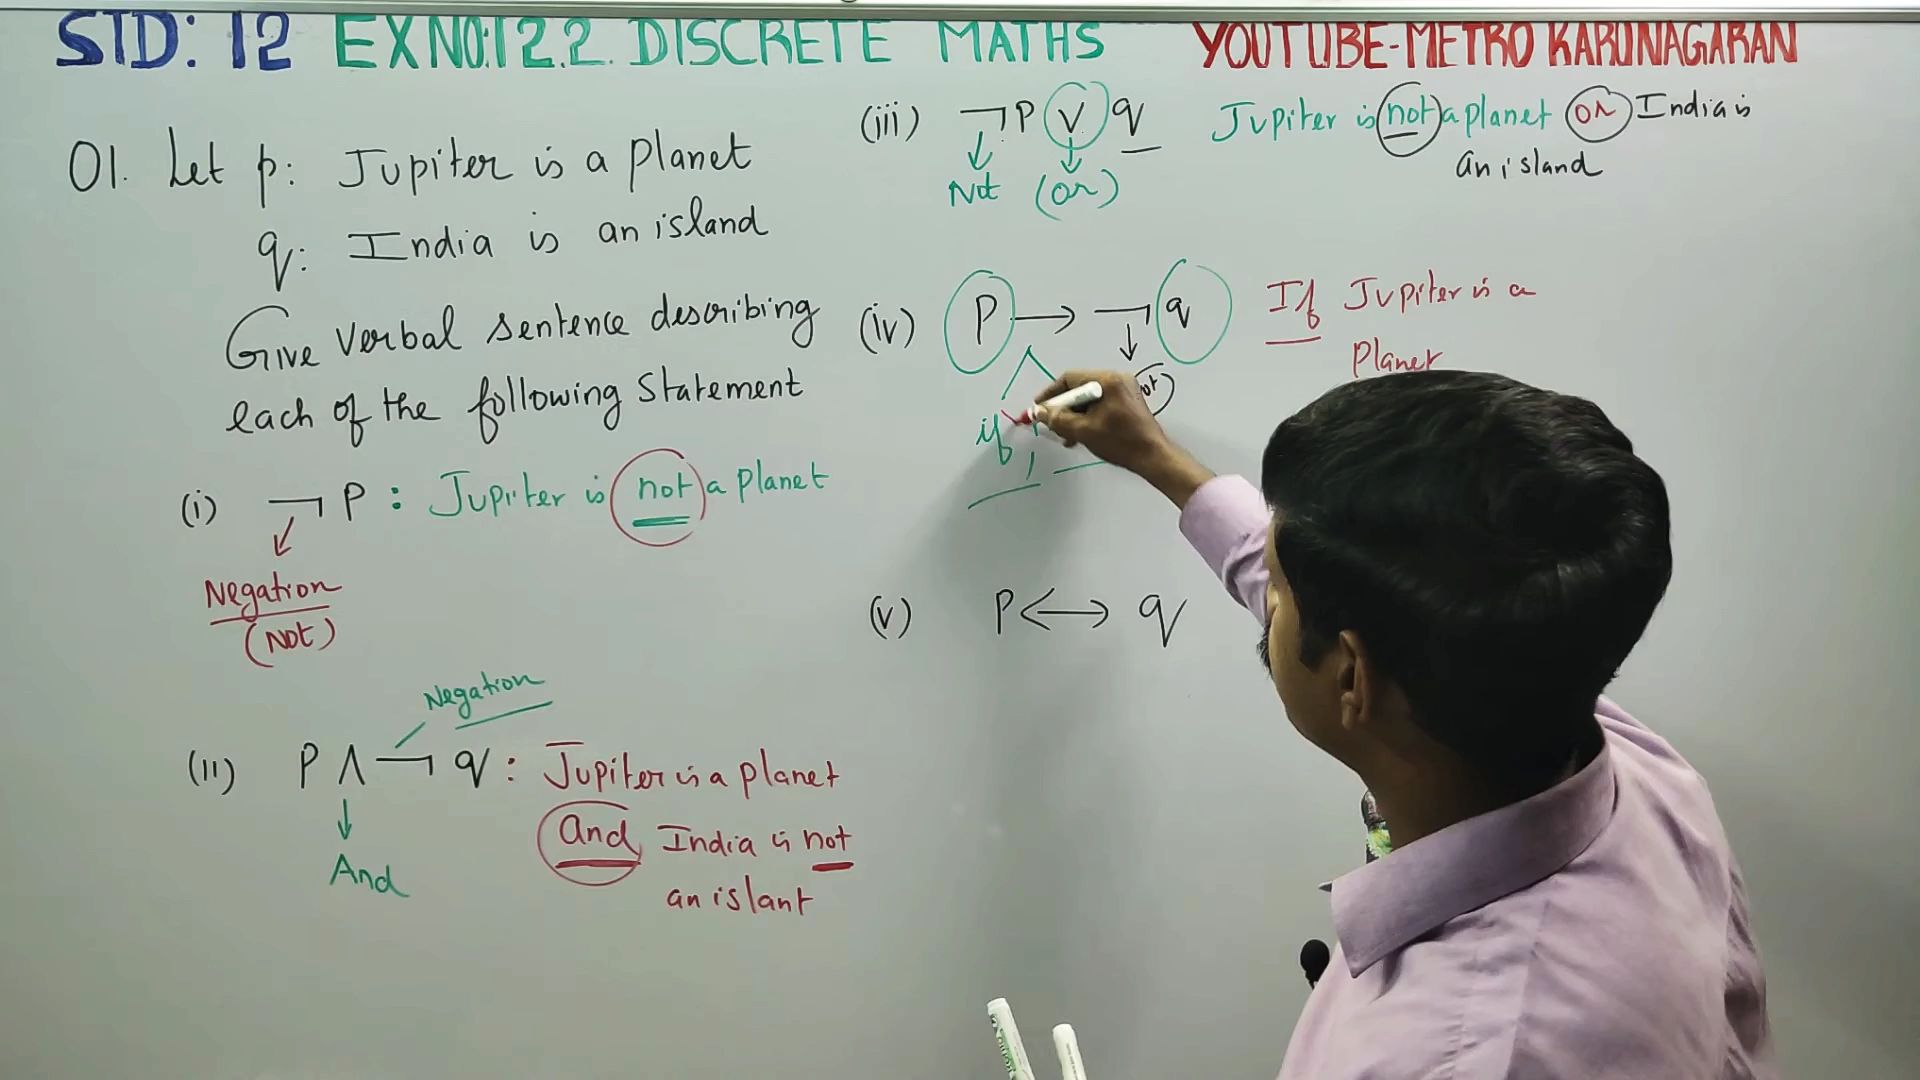 STD: 12 EX NO:12.2. DISCRETE MATHS YOUTUBE-METRO KARUNAGARAN
01. Let p: Jupiter is a planet
q: India is an island
Give verbal sentence describing
each of the following Statement
(i) ¬P : Jupiter is not a planet
Negation
(Not)
Negation
(ii) P ∧ ¬q : Jupiter is a planet
And
and India is not
an islant
(iii) ¬P ∨ q Jupiter is not a planet or India is
an island
Not (or)
(iv) P → ¬q If Jupiter is a
Planet
if
(v) P ↔ q